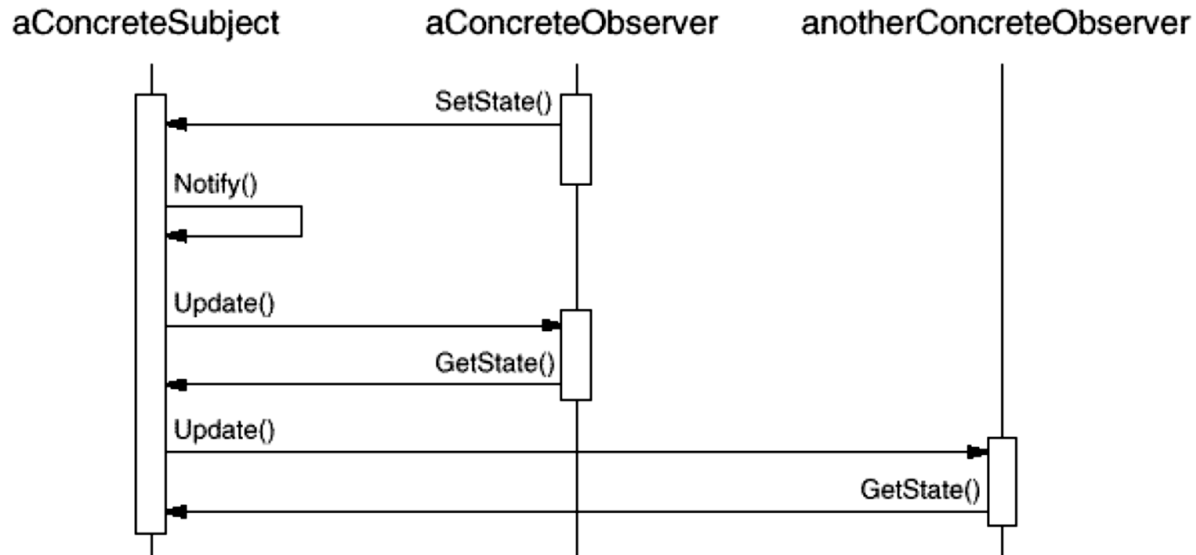 aConcreteSubject aConcreteObserver anotherConcreteObserver
SetState()
Notify()
Update()
GetState()
Update()
GetState()